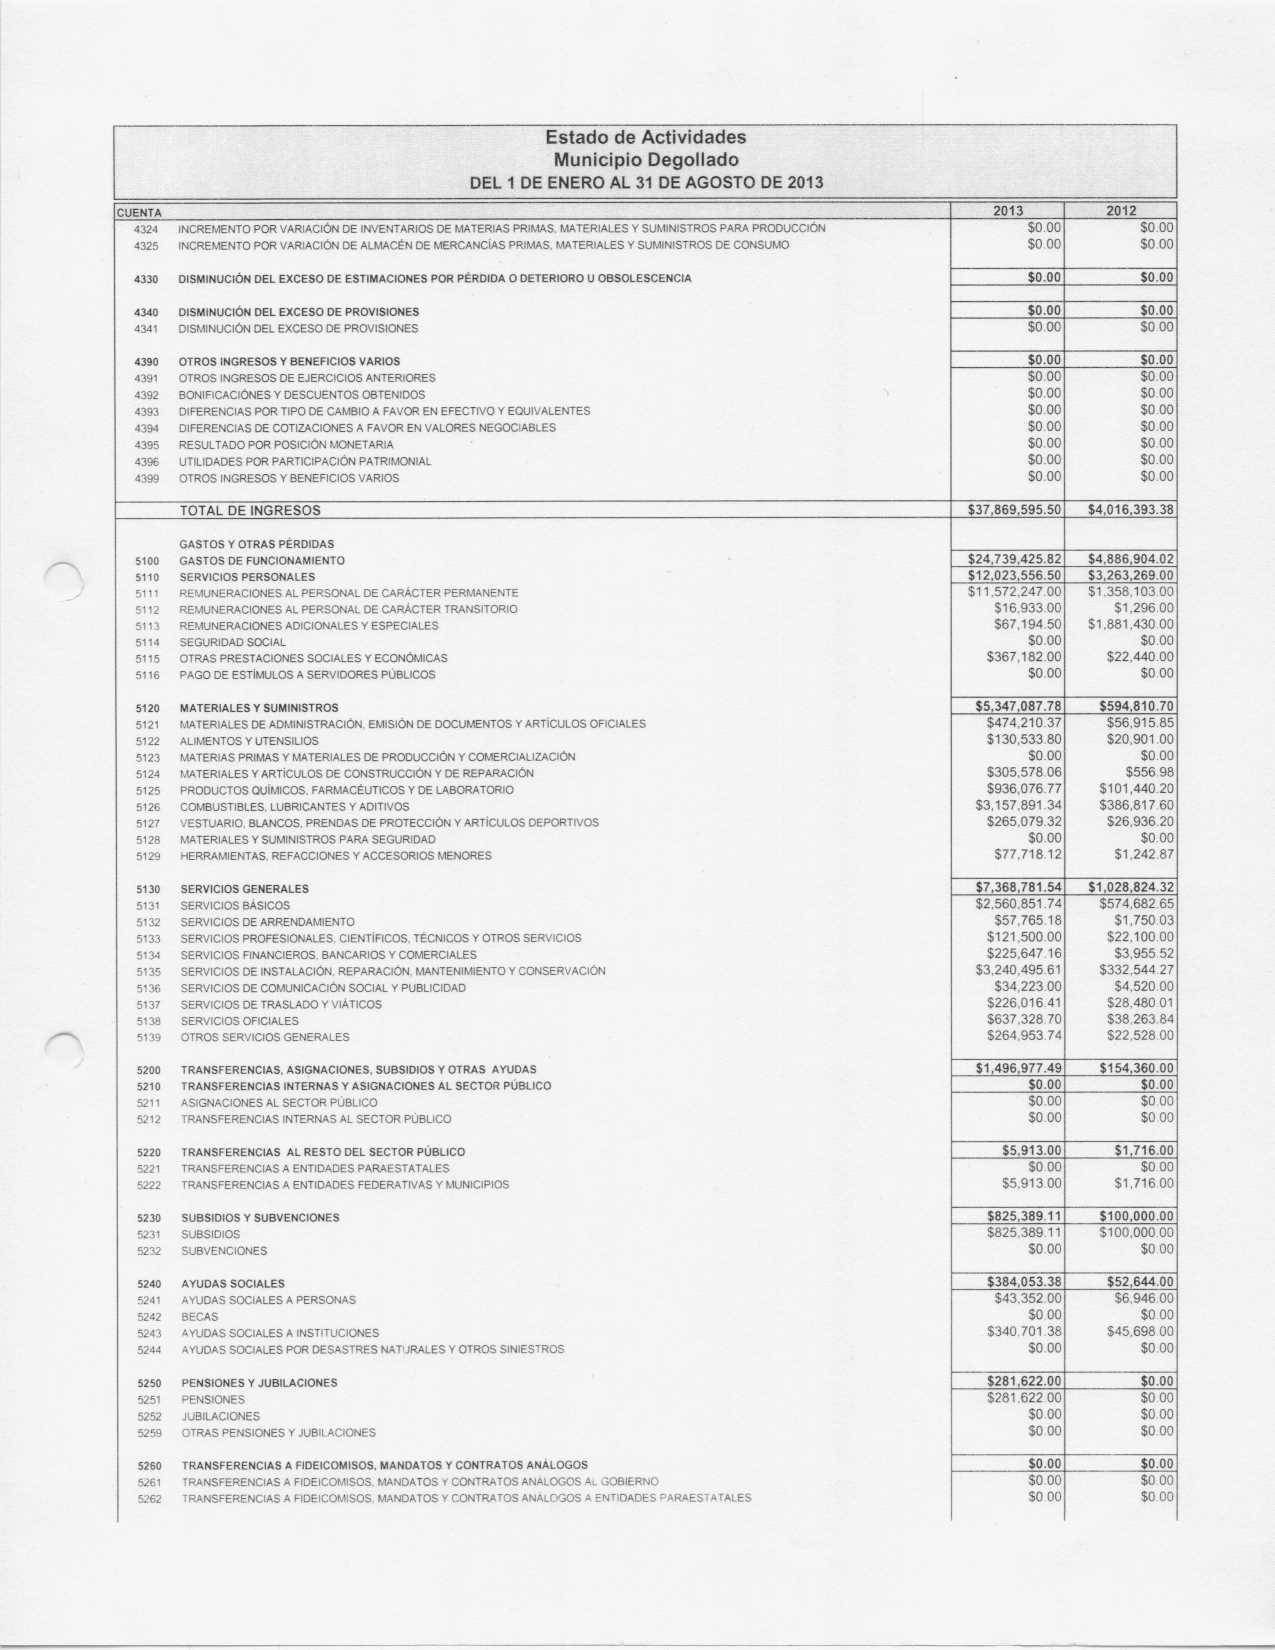 Estado de Actividades
Municipio Degollado
DEL 1 DE ENERO AL 31 DE AGOSTO DE 2013
CUENTA 2013 2012
4324 INCREMENTO POR VARIACIÓN DE INVENTARIOS DE MATERIAS PRIMAS, MATERIALES Y SUMINISTROS PARA PRODUCCIÓN $0.00 $0.00
4325 INCREMENTO POR VARIACIÓN DE ALMACÉN DE MERCANCÍAS PRIMAS, MATERIALES Y SUMINISTROS DE CONSUMO $0.00 $0.00
4330 DISMINUCIÓN DEL EXCESO DE ESTIMACIONES POR PÉRDIDA O DETERIORO U OBSOLESCENCIA $0.00 $0.00
4340 DISMINUCIÓN DEL EXCESO DE PROVISIONES $0.00 $0.00
4341 DISMINUCIÓN DEL EXCESO DE PROVISIONES $0.00 $0.00
4390 OTROS INGRESOS Y BENEFICIOS VARIOS $0.00 $0.00
4391 OTROS INGRESOS DE EJERCICIOS ANTERIORES $0.00 $0.00
4392 BONIFICACIÓNES Y DESCUENTOS OBTENIDOS $0.00 $0.00
4393 DIFERENCIAS POR TIPO DE CAMBIO A FAVOR EN EFECTIVO Y EQUIVALENTES $0.00 $0.00
4394 DIFERENCIAS DE COTIZACIONES A FAVOR EN VALORES NEGOCIABLES $0.00 $0.00
4395 RESULTADO POR POSICIÓN MONETARIA $0.00 $0.00
4396 UTILIDADES POR PARTICIPACIÓN PATRIMONIAL $0.00 $0.00
4399 OTROS INGRESOS Y BENEFICIOS VARIOS $0.00 $0.00
TOTAL DE INGRESOS $37,869,595.50 $4,016,393.38
GASTOS Y OTRAS PÉRDIDAS
5100 GASTOS DE FUNCIONAMIENTO $24,739,425.82 $4,886,904.02
5110 SERVICIOS PERSONALES $12,023,556.50 $3,263,269.00
5111 REMUNERACIONES AL PERSONAL DE CARÁCTER PERMANENTE $11,572,247.00 $1,358,103.00
5112 REMUNERACIONES AL PERSONAL DE CARÁCTER TRANSITORIO $16,933.00 $1,296.00
5113 REMUNERACIONES ADICIONALES Y ESPECIALES $67,194.50 $1,881,430.00
5114 SEGURIDAD SOCIAL $0.00 $0.00
5115 OTRAS PRESTACIONES SOCIALES Y ECONÓMICAS $367,182.00 $22,440.00
5116 PAGO DE ESTÍMULOS A SERVIDORES PÚBLICOS $0.00 $0.00
5120 MATERIALES Y SUMINISTROS $5,347,087.78 $594,810.70
5121 MATERIALES DE ADMINISTRACIÓN, EMISIÓN DE DOCUMENTOS Y ARTÍCULOS OFICIALES $474,210.37 $56,915.85
5122 ALIMENTOS Y UTENSILIOS $130,533.80 $20,901.00
5123 MATERIAS PRIMAS Y MATERIALES DE PRODUCCIÓN Y COMERCIALIZACIÓN $0.00 $0.00
5124 MATERIALES Y ARTÍCULOS DE CONSTRUCCIÓN Y DE REPARACIÓN $305,578.06 $556.98
5125 PRODUCTOS QUÍMICOS, FARMACÉUTICOS Y DE LABORATORIO $936,076.77 $101,440.20
5126 COMBUSTIBLES, LUBRICANTES Y ADITIVOS $3,157,891.34 $386,817.60
5127 VESTUARIO, BLANCOS, PRENDAS DE PROTECCIÓN Y ARTÍCULOS DEPORTIVOS $265,079.32 $26,936.20
5128 MATERIALES Y SUMINISTROS PARA SEGURIDAD $0.00 $0.00
5129 HERRAMIENTAS, REFACCIONES Y ACCESORIOS MENORES $77,718.12 $1,242.87
5130 SERVICIOS GENERALES $7,368,781.54 $1,028,824.32
5131 SERVICIOS BÁSICOS $2,560,851.74 $574,682.65
5132 SERVICIOS DE ARRENDAMIENTO $57,765.18 $1,750.03
5133 SERVICIOS PROFESIONALES, CIENTÍFICOS, TÉCNICOS Y OTROS SERVICIOS $121,500.00 $22,100.00
5134 SERVICIOS FINANCIEROS, BANCARIOS Y COMERCIALES $225,647.16 $3,955.52
5135 SERVICIOS DE INSTALACIÓN, REPARACIÓN, MANTENIMIENTO Y CONSERVACIÓN $3,240,495.61 $332,544.27
5136 SERVICIOS DE COMUNICACIÓN SOCIAL Y PUBLICIDAD $34,223.00 $4,520.00
5137 SERVICIOS DE TRASLADO Y VIÁTICOS $226,016.41 $28,480.01
5138 SERVICIOS OFICIALES $637,328.70 $38,263.84
5139 OTROS SERVICIOS GENERALES $264,953.74 $22,528.00
5200 TRANSFERENCIAS, ASIGNACIONES, SUBSIDIOS Y OTRAS AYUDAS $1,496,977.49 $154,360.00
5210 TRANSFERENCIAS INTERNAS Y ASIGNACIONES AL SECTOR PÚBLICO $0.00 $0.00
5211 ASIGNACIONES AL SECTOR PÚBLICO $0.00 $0.00
5212 TRANSFERENCIAS INTERNAS AL SECTOR PÚBLICO $0.00 $0.00
5220 TRANSFERENCIAS AL RESTO DEL SECTOR PÚBLICO $5,913.00 $1,716.00
5221 TRANSFERENCIAS A ENTIDADES PARAESTATALES $0.00 $0.00
5222 TRANSFERENCIAS A ENTIDADES FEDERATIVAS Y MUNICIPIOS $5,913.00 $1,716.00
5230 SUBSIDIOS Y SUBVENCIONES $825,389.11 $100,000.00
5231 SUBSIDIOS $825,389.11 $100,000.00
5232 SUBVENCIONES $0.00 $0.00
5240 AYUDAS SOCIALES $384,053.38 $52,644.00
5241 AYUDAS SOCIALES A PERSONAS $43,352.00 $6,946.00
5242 BECAS $0.00 $0.00
5243 AYUDAS SOCIALES A INSTITUCIONES $340,701.38 $45,698.00
5244 AYUDAS SOCIALES POR DESASTRES NATURALES Y OTROS SINIESTROS $0.00 $0.00
5250 PENSIONES Y JUBILACIONES $281,622.00 $0.00
5251 PENSIONES $281,622.00 $0.00
5252 JUBILACIONES $0.00 $0.00
5259 OTRAS PENSIONES Y JUBILACIONES $0.00 $0.00
5260 TRANSFERENCIAS A FIDEICOMISOS, MANDATOS Y CONTRATOS ANÁLOGOS $0.00 $0.00
5261 TRANSFERENCIAS A FIDEICOMISOS, MANDATOS Y CONTRATOS ANÁLOGOS AL GOBIERNO $0.00 $0.00
5262 TRANSFERENCIAS A FIDEICOMISOS, MANDATOS Y CONTRATOS ANÁLOGOS A ENTIDADES PARAESTATALES $0.00 $0.00